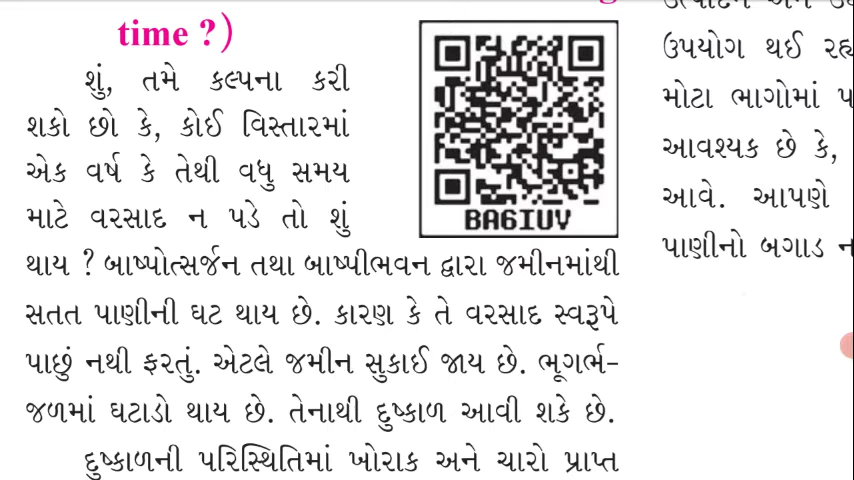 time ?)
શું, તમે કલ્પના કરી
શકો છો કે, કોઈ વિસ્તારમાં
એક વર્ષ કે તેથી વધુ સમય
માટે વરસાદ ન પડે તો શું
થાય ? બાષ્પોત્સર્જન તથા બાષ્પીભવન દ્વારા જમીનમાંથી
સતત પાણીની ઘટ થાય છે. કારણ કે તે વરસાદ સ્વરૂપે
પાછું નથી ફરતું. એટલે જમીન સુકાઈ જાય છે. ભૂગર્ભ-
જળમાં ઘટાડો થાય છે. તેનાથી દુષ્કાળ આવી શકે છે.
દુષ્કાળની પરિસ્થિતિમાં ખોરાક અને ચારો પ્રાપ્ત
BA6IUV
ઉપયોગ થઈ
મોટા ભાગોમાં
આવશ્યક છે કે,
આવે. આપણે
પાણીનો બગાડ